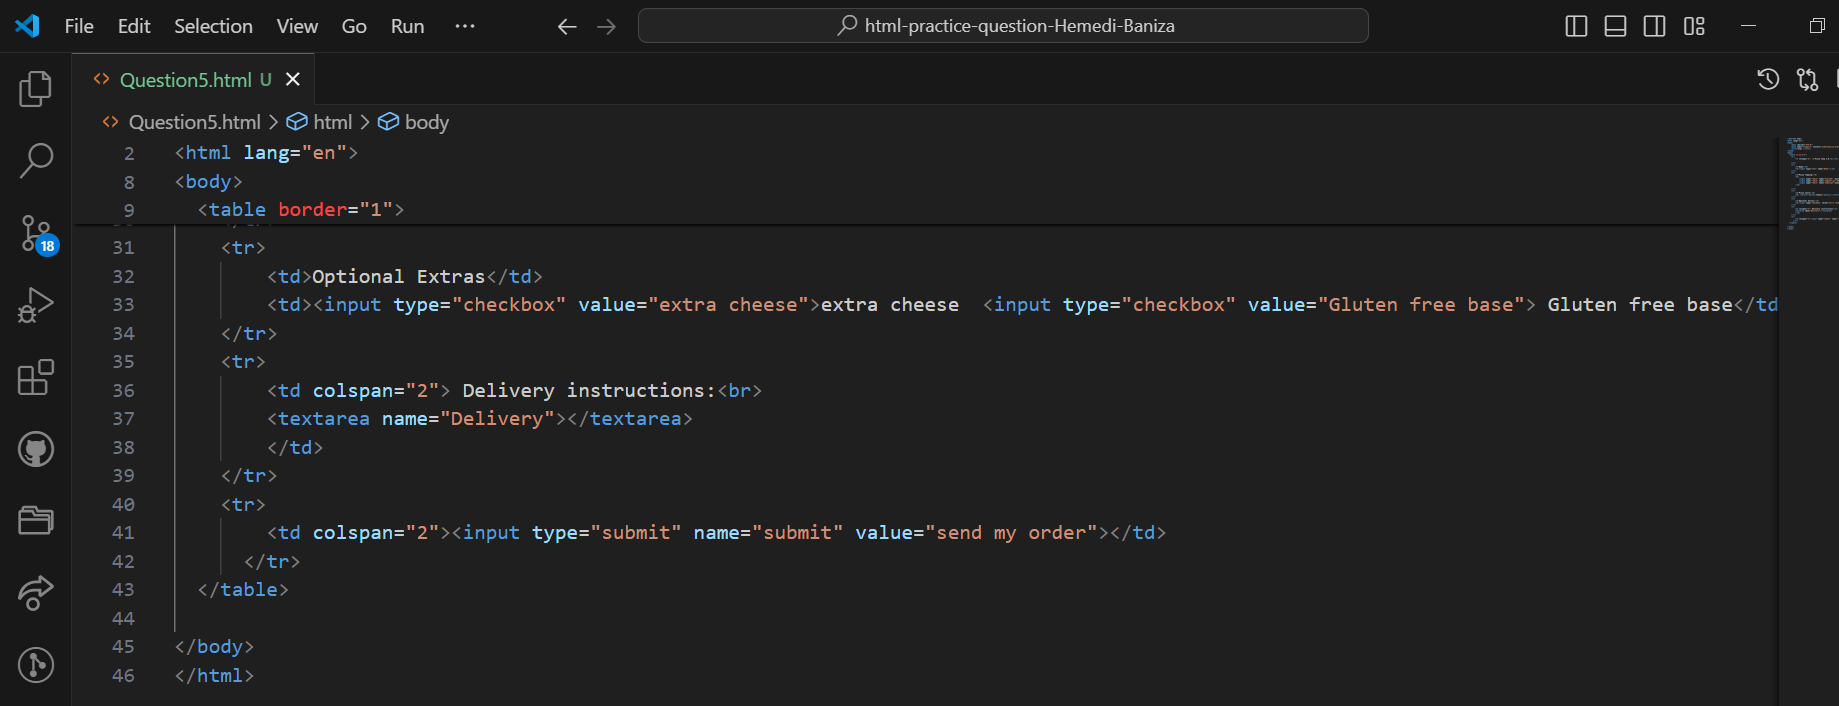 File Edit Selection View Go Run ··· html-practice-question-Hemedi-Baniza
Question5.html U
Question5.html > html > body
2 <html lang="en">
8 <body>
9 <table border="1">
31 <tr>
32 <td>Optional Extras</td>
33 <td><input type="checkbox" value="extra cheese">extra cheese  <input type="checkbox" value="Gluten free base"> Gluten free base</td
34 </tr>
35 <tr>
36 <td colspan="2"> Delivery instructions:<br>
37 <textarea name="Delivery"></textarea>
38 </td>
39 </tr>
40 <tr>
41 <td colspan="2"><input type="submit" name="submit" value="send my order"></td>
42 </tr>
43 </table>
44
45 </body>
46 </html>
18